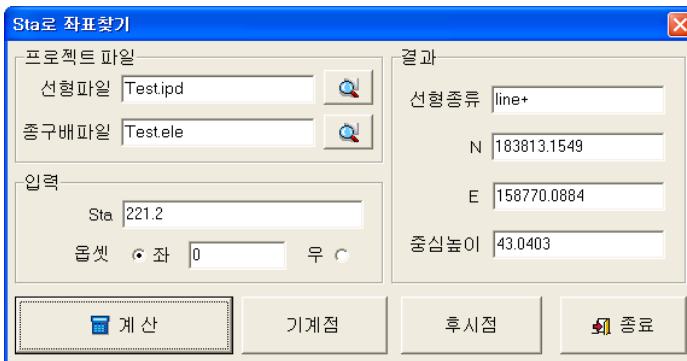 Sta로 좌표찾기
프로젝트 파일
선형파일 Test.ipd
종구배파일 Test.ele
입력
Sta 221.2
옵셋 좌 0 우
결과
선형종류 line+
N 183813.1549
E 158770.0884
중심높이 43.0403
계 산 기계점 후시점 종료